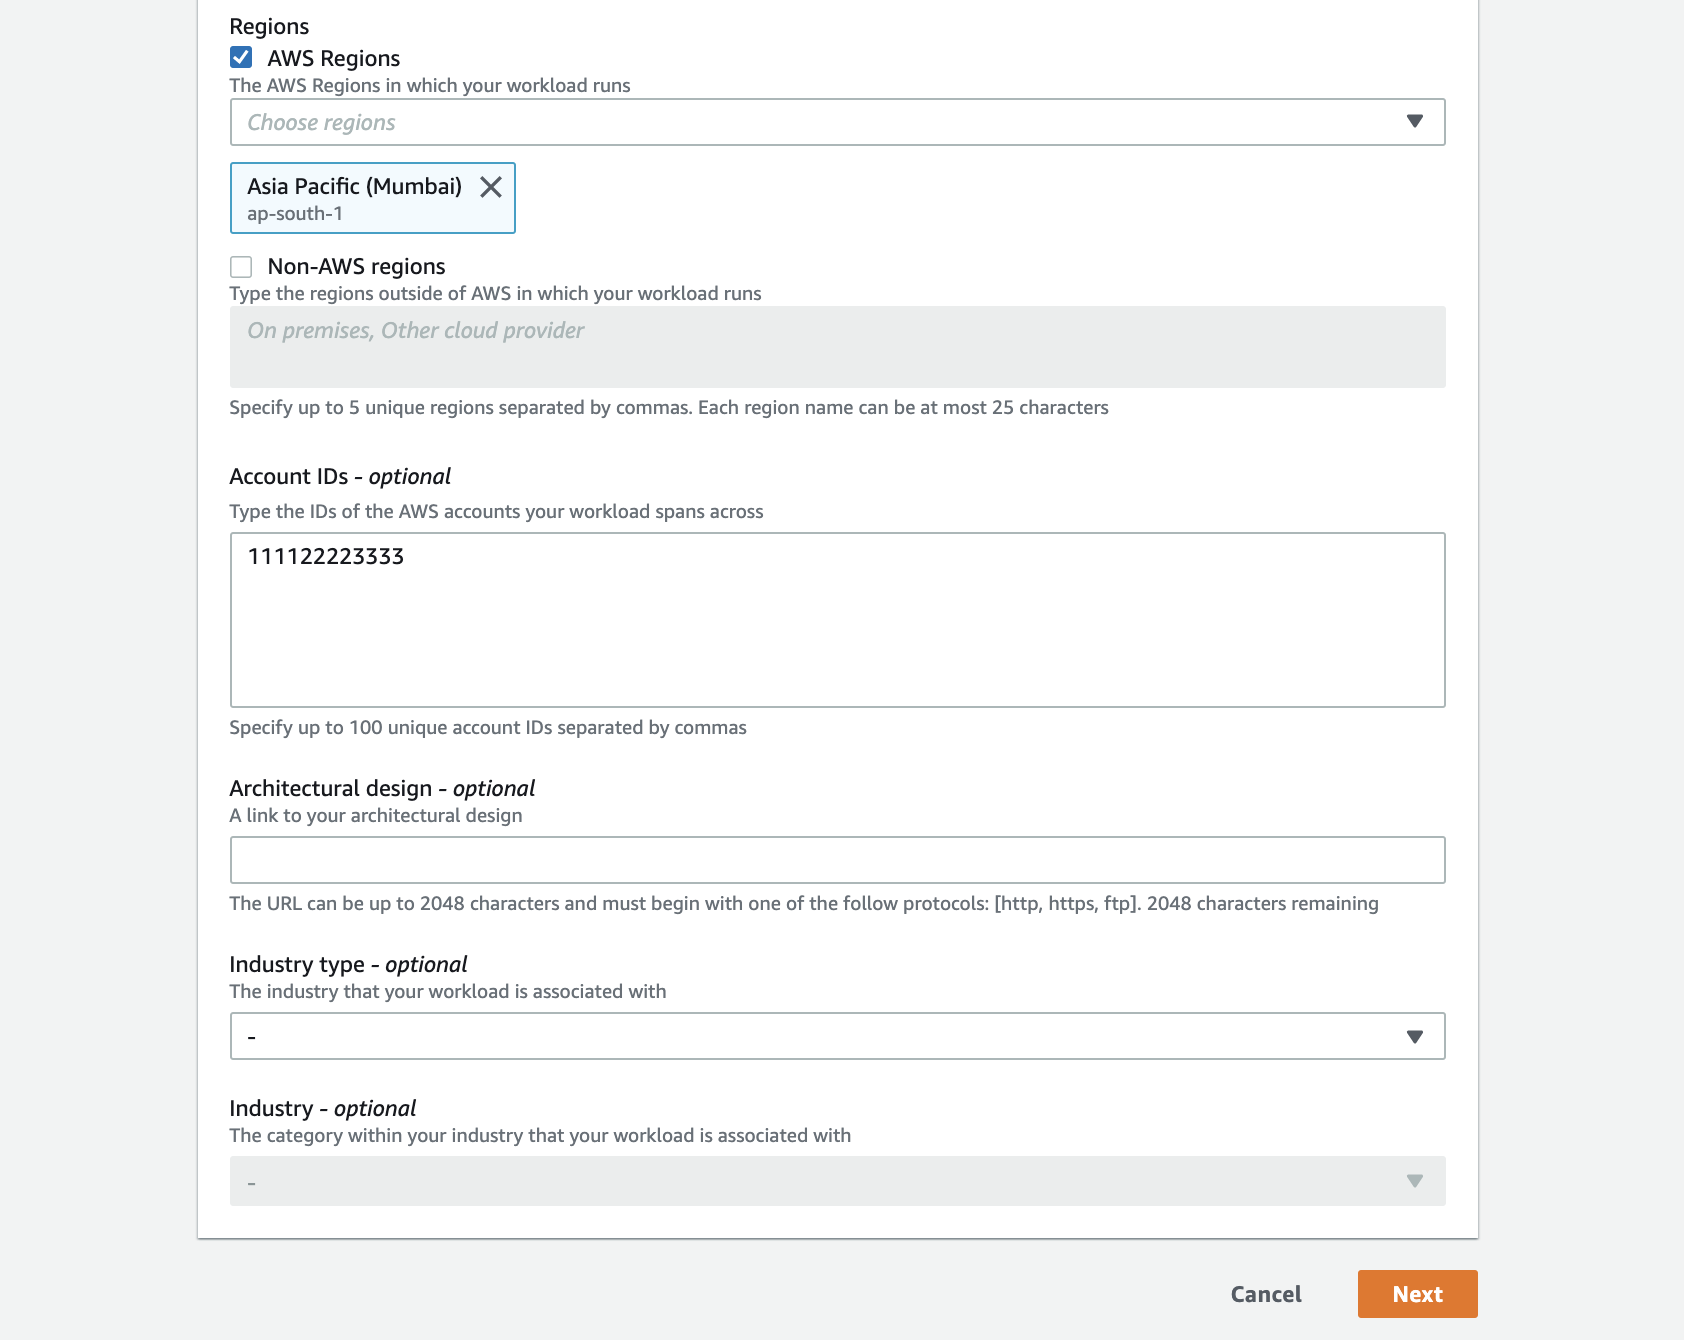 Regions
AWS Regions
The AWS Regions in which your workload runs
Choose regions
Asia Pacific (Mumbai)
ap-south-1
Non-AWS regions
Type the regions outside of AWS in which your workload runs
On premises, Other cloud provider
Specify up to 5 unique regions separated by commas. Each region name can be at most 25 characters
Account IDs - optional
Type the IDs of the AWS accounts your workload spans across
111122223333
Specify up to 100 unique account IDs separated by commas
Architectural design - optional
A link to your architectural design
The URL can be up to 2048 characters and must begin with one of the follow protocols: [http, https, ftp]. 2048 characters remaining
Industry type - optional
The industry that your workload is associated with
-
Industry - optional
The category within your industry that your workload is associated with
-
Cancel Next